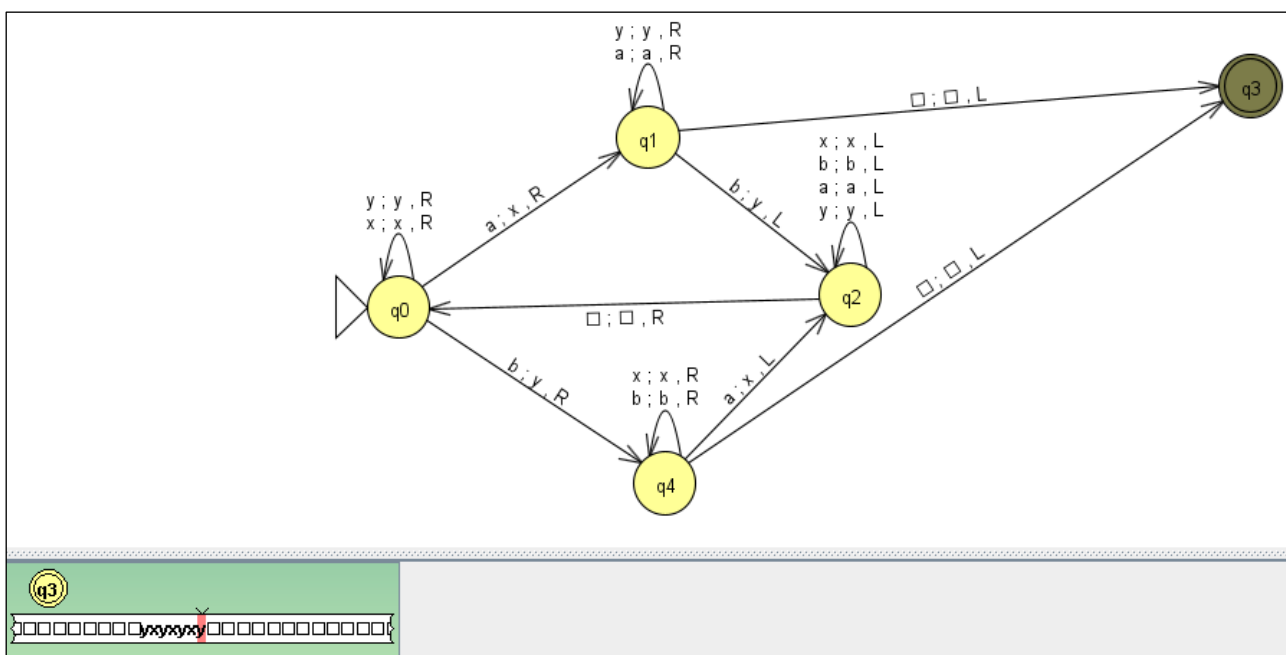 y ; y , R
a ; a , R
q3
□ ; □ , L
q1
x ; x , L
b ; b , L
a ; a , L
y ; y , L
y ; y , R
x ; x , R
a ; x , R
b ; y , L
□ ; □ , L
q0
q2
□ ; □ , R
b ; y , R
x ; x , R
b ; b , R
a ; x , L
q4
q3
□□□□□□□□□yxyxyxy□□□□□□□□□□□□□